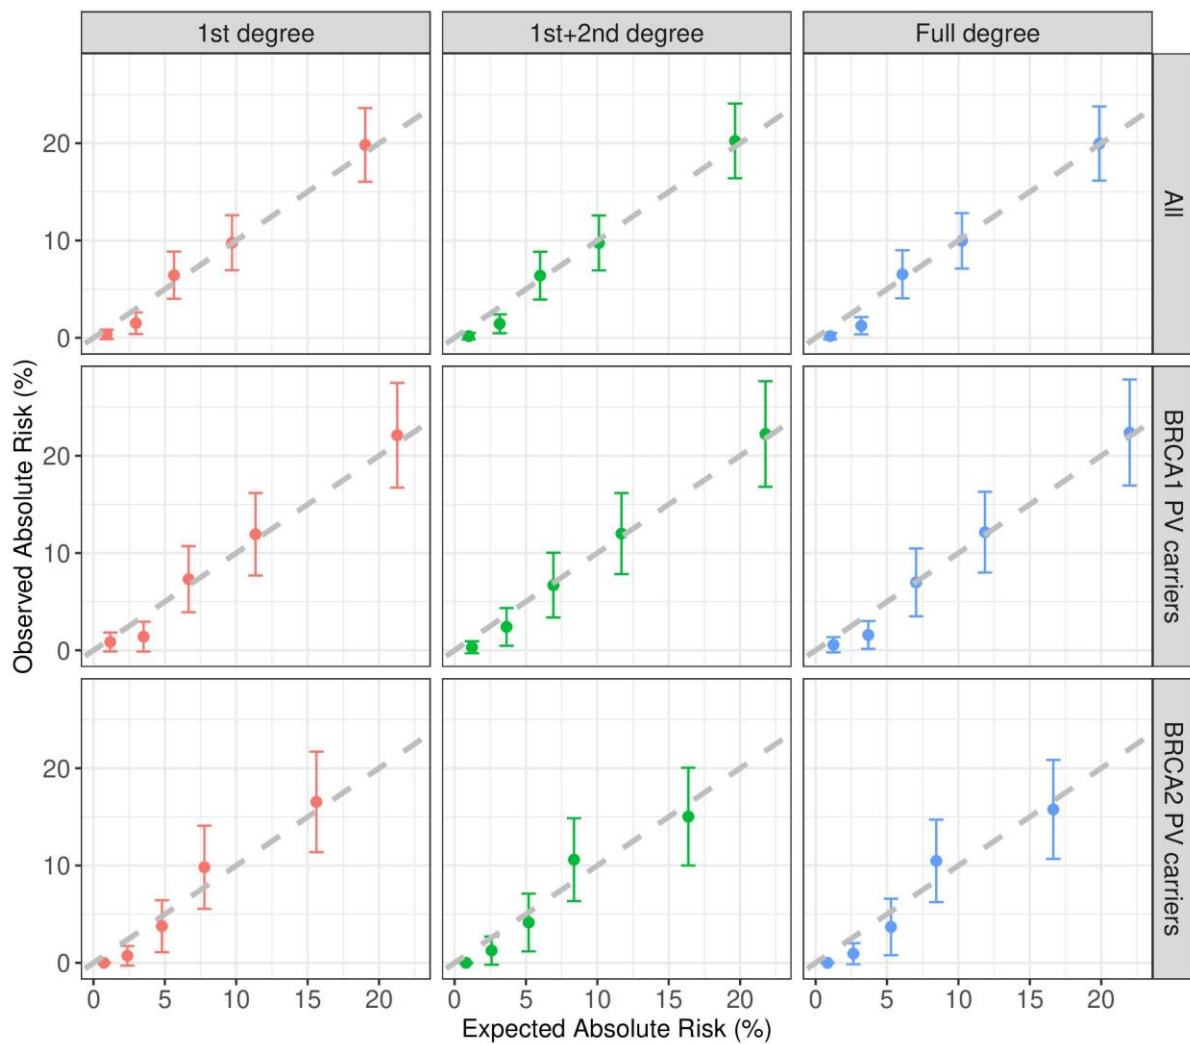 1st degree
1st+2nd degree
Full degree
20
10
0
All
20
10
0
BRCA1 PV carriers
20
10
0
BRCA2 PV carriers
0 5 10 15 20
0 5 10 15 20
0 5 10 15 20
Observed Absolute Risk (%)
Expected Absolute Risk (%)